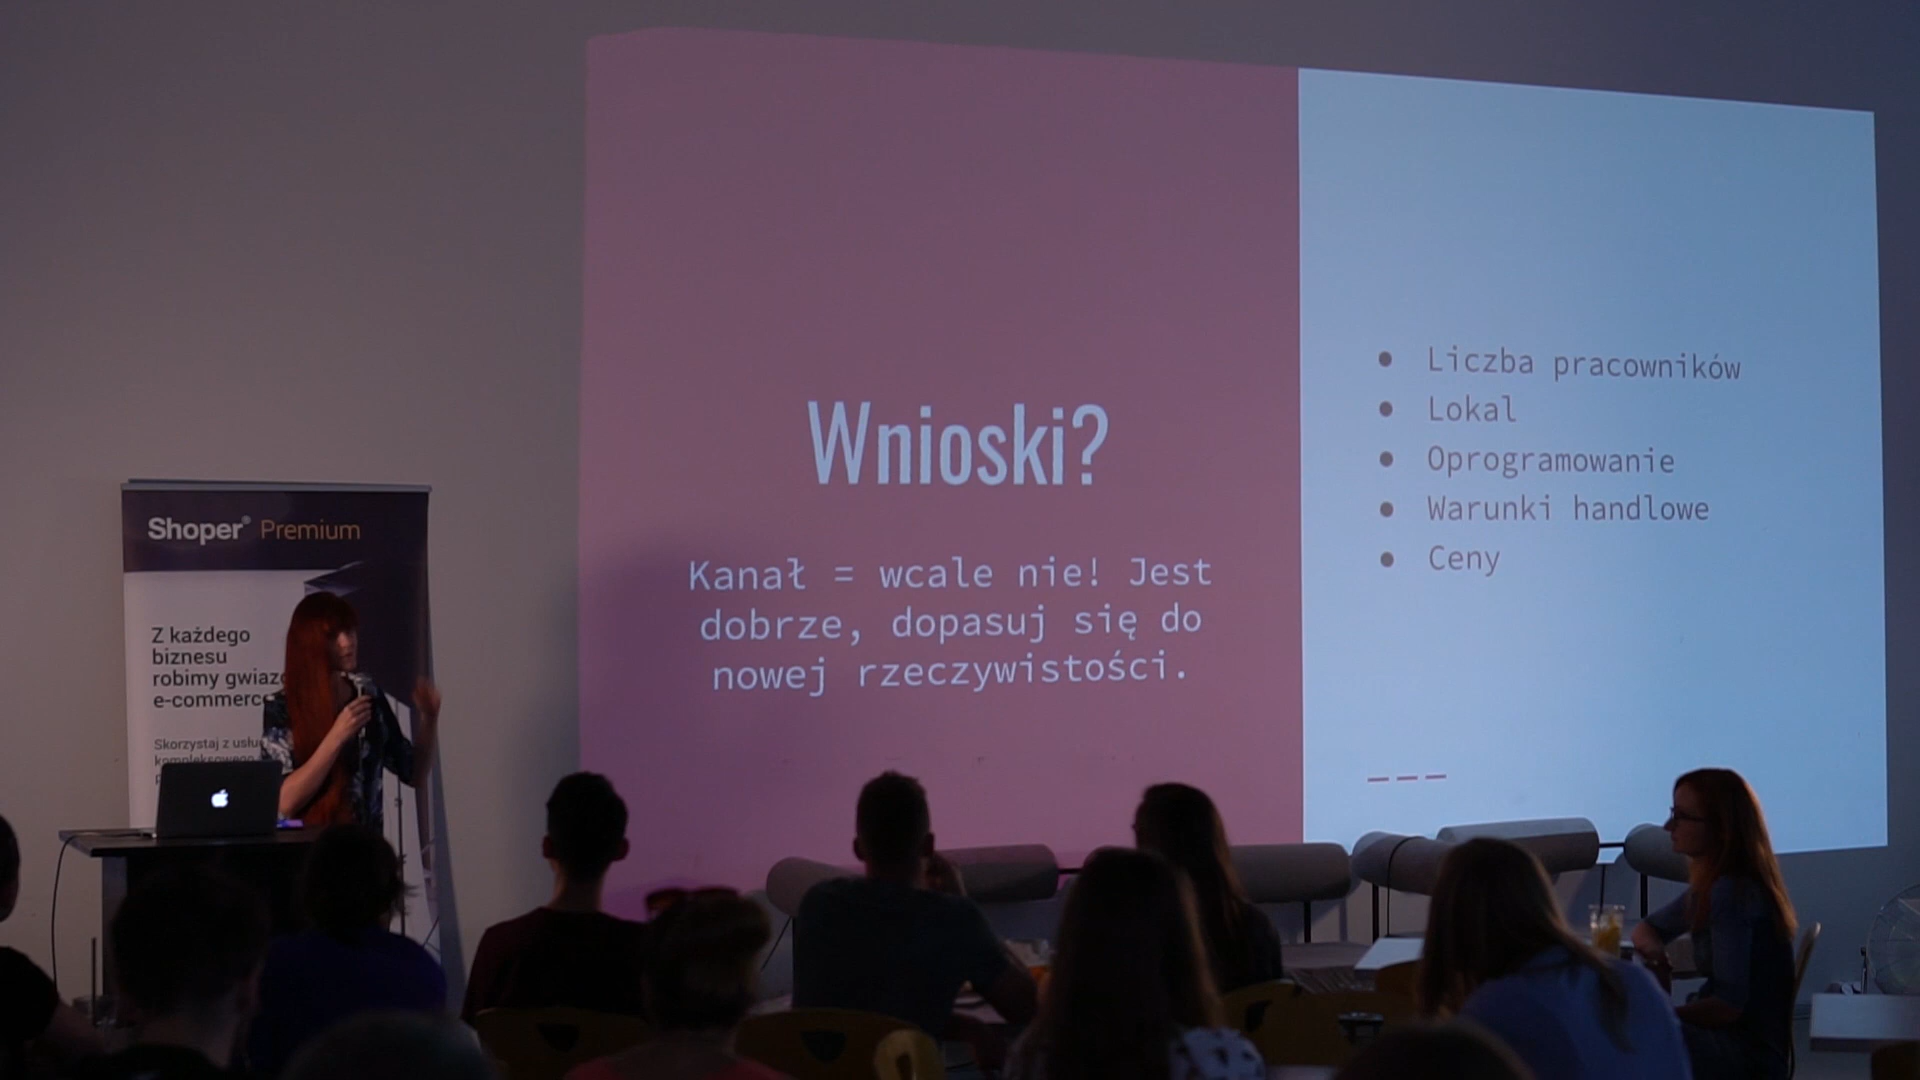 Wnioski?
Kanał = wcale nie! Jest
dobrze, dopasuj się do
nowej rzeczywistości.
● Liczba pracowników
● Lokal
● Oprogramowanie
● Warunki handlowe
● Ceny
Shoper® Premium
Z każdego
biznesu
robimy
e-commerce
Skorzystaj z